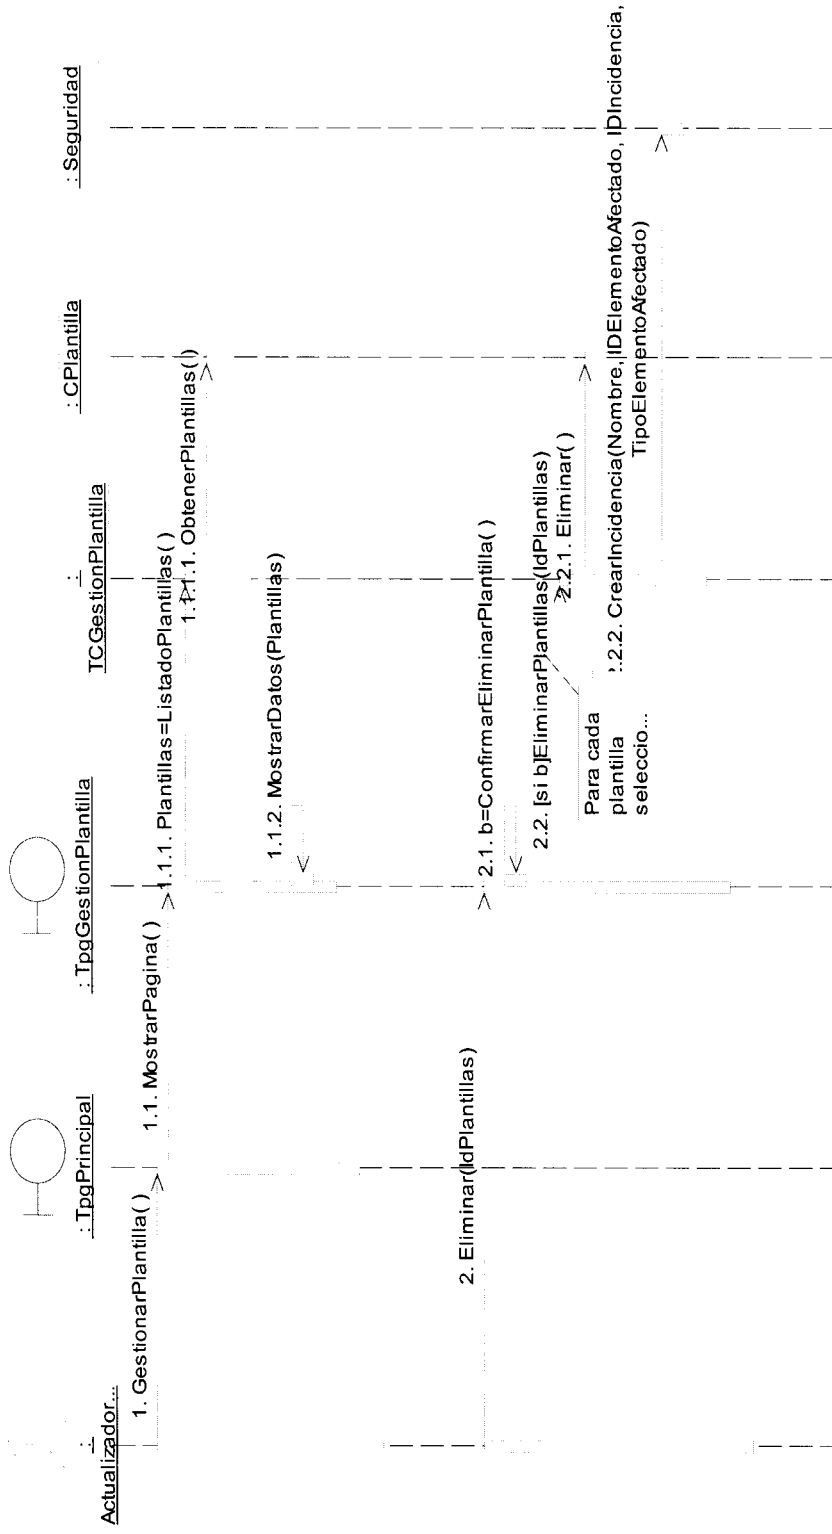 : 
Actualizador...
: TpgPrincipal
: TpgGestionPlantilla
:
TCGestionPlantilla
: CPlantilla
: Seguridad
1. GestionarPlantilla( )
1.1. MostrarPagina( )
1.1.1. Plantillas=ListadoPlantillas( )
1.1.1.1. ObtenerPlantillas( )
1.1.2. MostrarDatos(Plantillas)
2. Eliminar(IdPlantillas)
2.1. b=ConfirmarEliminarPlantilla( )
2.2. [si b]EliminarPlantillas(IdPlantillas)
2.2.1. Eliminar( )
Para cada
plantilla
seleccio...
:.2.2. CrearIncidencia(Nombre, IDElementoAfectado, IDIncidencia,
TipoElementoAfectado)